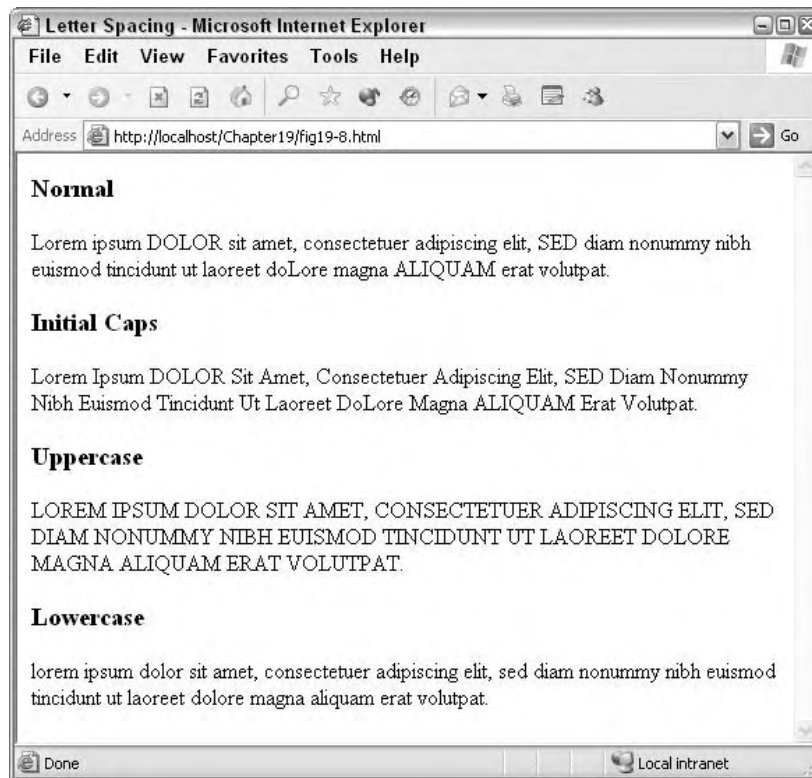 Letter Spacing - Microsoft Internet Explorer
File Edit View Favorites Tools Help
Address http://localhost/Chapter19/fig19-8.html Go
Normal
Lorem ipsum DOLOR sit amet, consectetuer adipiscing elit, SED diam nonummy nibh
euismod tincidunt ut laoreet doLore magna ALIQUAM erat volutpat.
Initial Caps
Lorem Ipsum DOLOR Sit Amet, Consectetuer Adipiscing Elit, SED Diam Nonummy
Nibh Euismod Tincidunt Ut Laoreet DoLore Magna ALIQUAM Erat Volutpat.
Uppercase
LOREM IPSUM DOLOR SIT AMET, CONSECTETUER ADIPISCING ELIT, SED
DIAM NONUMMY NIBH EUISMOD TINCIDUNT UT LAOREET DOLORE
MAGNA ALIQUAM ERAT VOLUTPAT.
Lowercase
lorem ipsum dolor sit amet, consectetuer adipiscing elit, sed diam nonummy nibh euismod
tincidunt ut laoreet dolore magna aliquam erat volutpat.
Done Local intranet